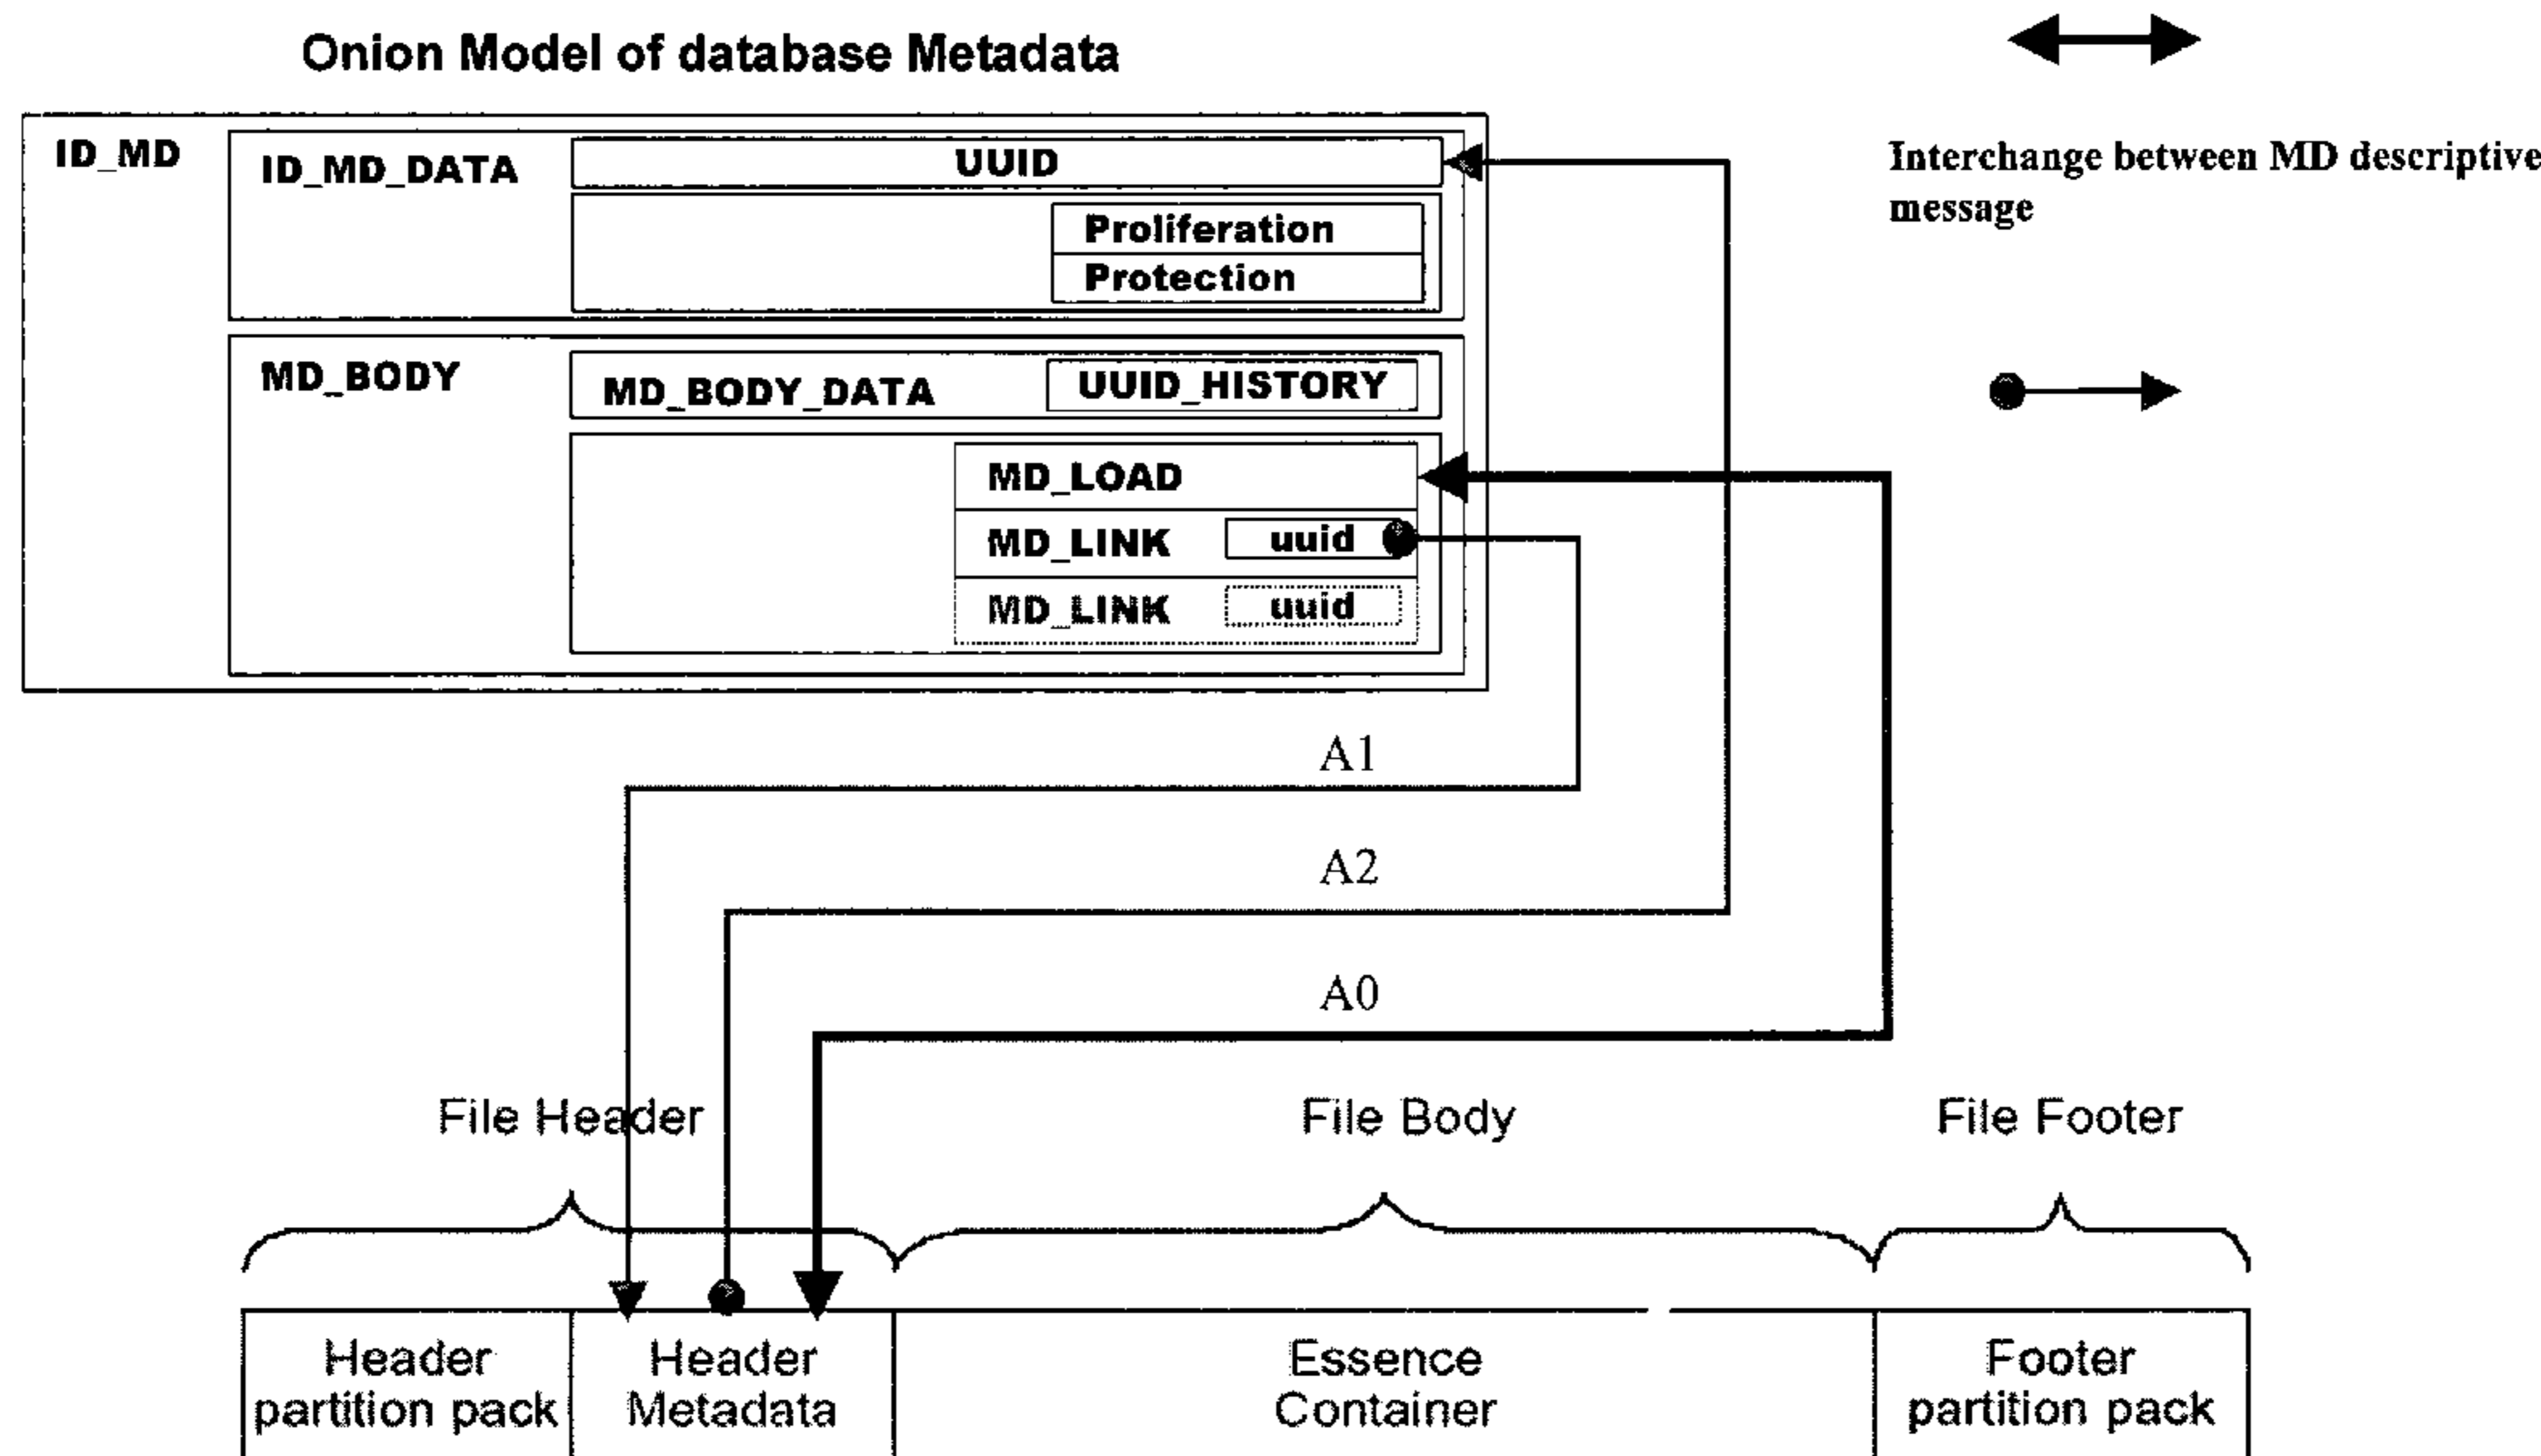 Onion Model of database Metadata
ID_MD
ID_MD_DATA
UUID
Proliferation
Protection
MD_BODY
MD_BODY_DATA
UUID_HISTORY
MD_LOAD
MD_LINK
uuid
MD_LINK
uuid
Interchange between MD descriptive
message
A1
A2
A0
File Header
File Body
File Footer
Header
partition pack
Header
Metadata
Essence
Container
Footer
partition pack